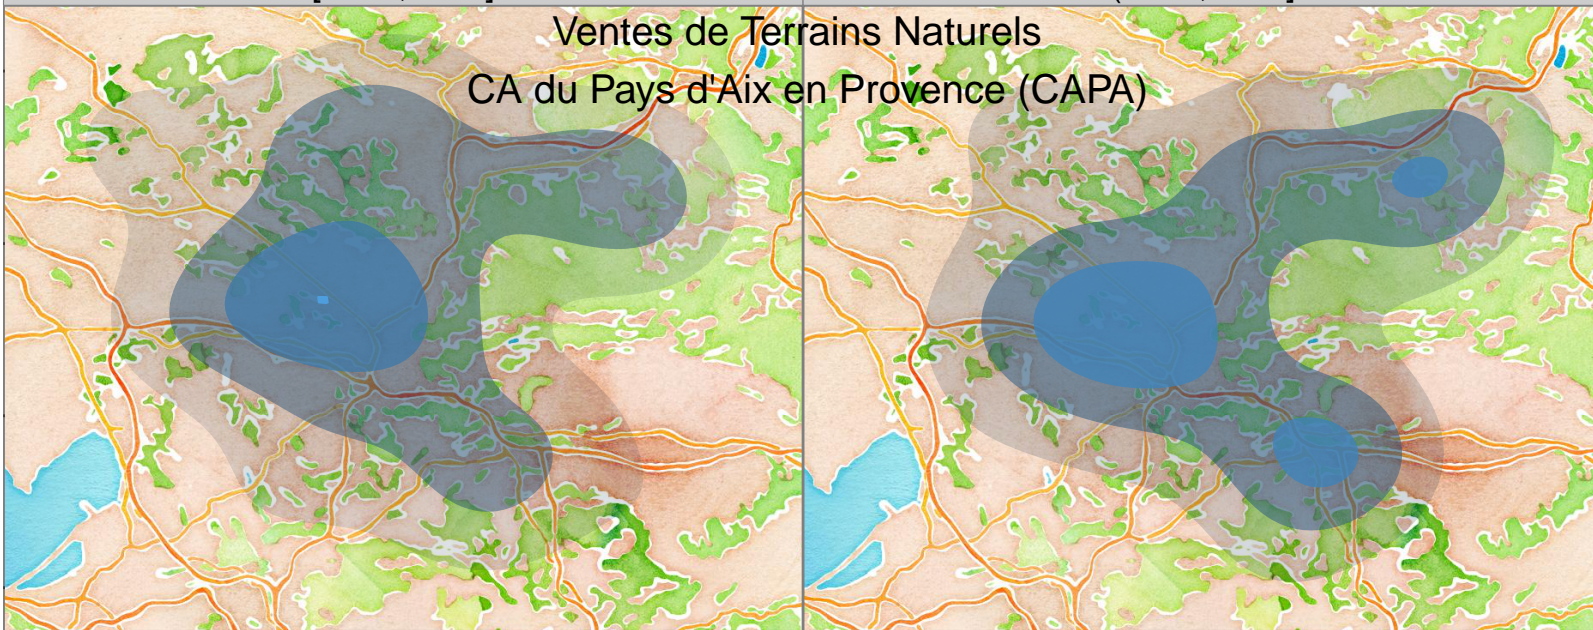 Ventes de Terrains Naturels
CA du Pays d'Aix en Provence (CAPA)